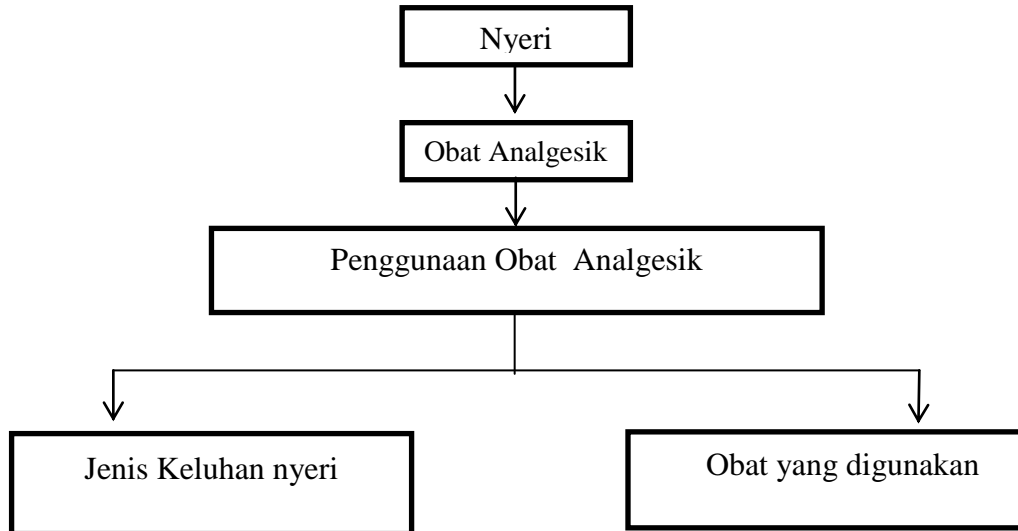 Nyeri
Obat Analgesik
Penggunaan Obat Analgesik
Jenis Keluhan nyeri
Obat yang digunakan